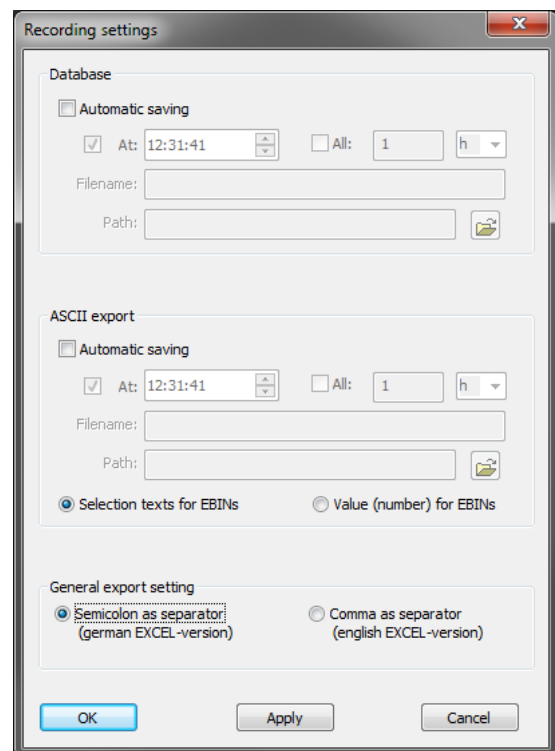 Recording settings
Database
Automatic saving
At: 12:31:41 All: 1 h
Filename:
Path:
ASCII export
Automatic saving
At: 12:31:41 All: 1 h
Filename:
Path:
Selection texts for EBINs Value (number) for EBINs
General export setting
Semicolon as separator Comma as separator
(german EXCEL-version) (english EXCEL-version)
OK Apply Cancel